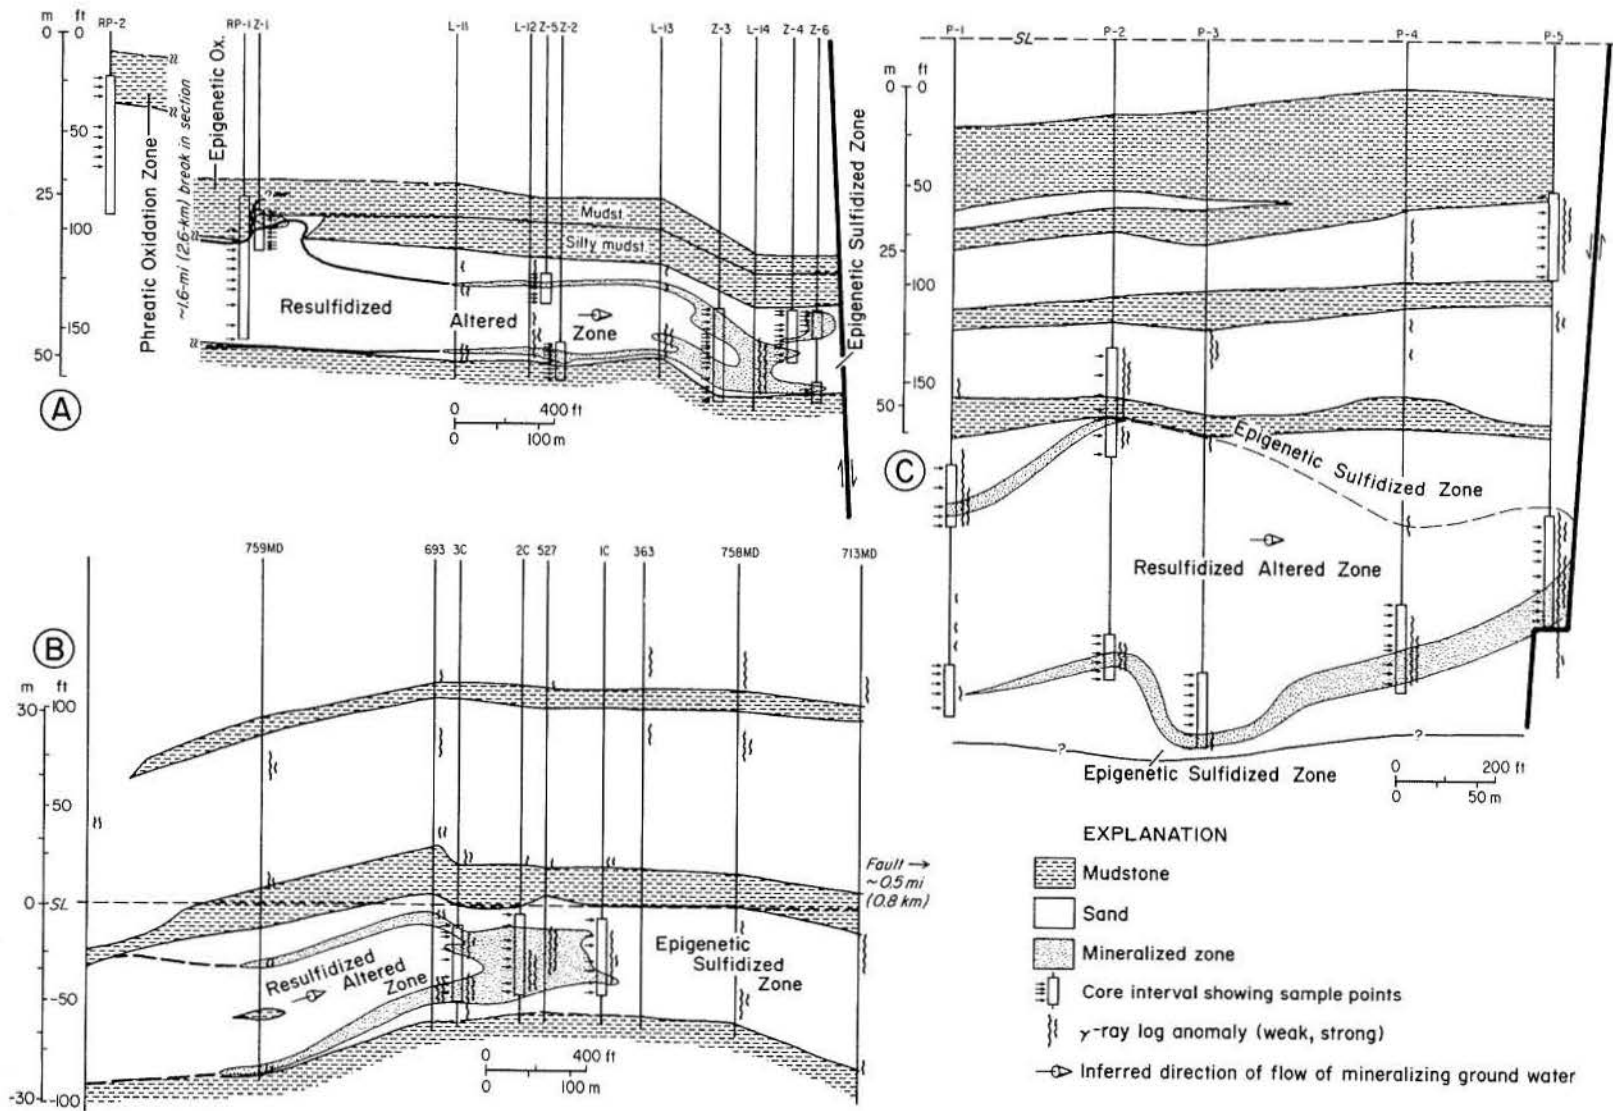 m ft RP-2 RP-1 Z-1 L-11 L-12 Z-5 Z-2 L-13 Z-3 L-14 Z-4 Z-6
0 0
50
25
100
150
50
Phreatic Oxidation Zone
~1.6-mi (2.6-km) break in section
Epigenetic Ox.
Mudst.
Silty mudst.
Resulfidized
Altered
Zone
Epigenetic Sulfidized Zone
A
0 400 ft
0 100 m
759MD 693 3C 2C 527 1C 363 758MD 713MD
B
m ft
30 100
50
0 SL
-50
-30 -100
Resulfidized
Altered
Zone
Epigenetic
Sulfidized
Zone
Fault →
~0.5 mi
(0.8 km)
0 400 ft
0 100 m
P-1 SL P-2 P-3 P-4 P-5
m ft
0 0
50
25
100
150
50
Epigenetic Sulfidized Zone
C
Epigenetic Sulfidized Zone
Resulfidized Altered Zone
? ?
Epigenetic Sulfidized Zone
0 200 ft
0 50 m
EXPLANATION
Mudstone
Sand
Mineralized zone
Core interval showing sample points
γ-ray log anomaly (weak, strong)
Inferred direction of flow of mineralizing ground water